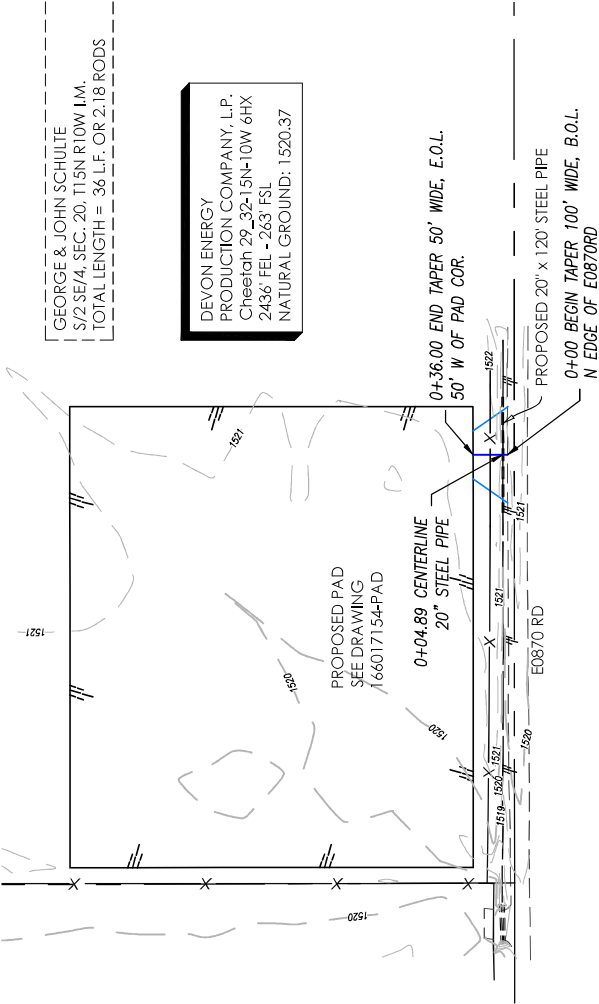 GEORGE & JOHN SCHULTE
S/2 SE/4, SEC. 20, T15N R10W I.M.
TOTAL LENGTH = 36 L.F. OR 2.18 RODS
DEVON ENERGY
PRODUCTION COMPANY, L.P.
Cheetah 29_32-15N-10W 6HX
2436' FEL - 263' FSL
NATURAL GROUND: 1520.37
0+36.00 END TAPER 50' WIDE, E.O.L.
50' W OF PAD COR.
PROPOSED 20" x 120' STEEL PIPE
0+00 BEGIN TAPER 100' WIDE, B.O.L.
N EDGE OF E0870RD
0+04.89 CENTERLINE
20" STEEL PIPE
PROPOSED PAD
SEE DRAWING
166017154-PAD
E0870 RD
1521
1521
1520
1520
1520
1522
1521
1521
1521
1520
1519
1520